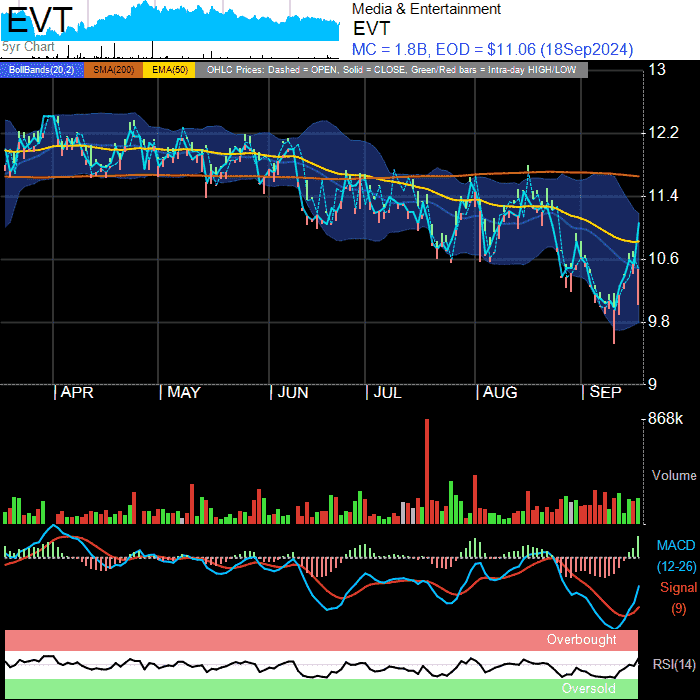 EVT
5yr Chart
Media & Entertainment
EVT
MC = 1.8B, EOD = $11.06 (18Sep2024)
BollBands(20,2) SMA(200) EMA(50) OHLC Prices: Dashed = OPEN, Solid = CLOSE, Green/Red bars = Intra-day HIGH/LOW
13
12.2
11.4
10.6
9.8
9
APR MAY JUN JUL AUG SEP
868k
Volume
MACD
(12-26)
Signal
(9)
Overbought
RSI(14)
Oversold